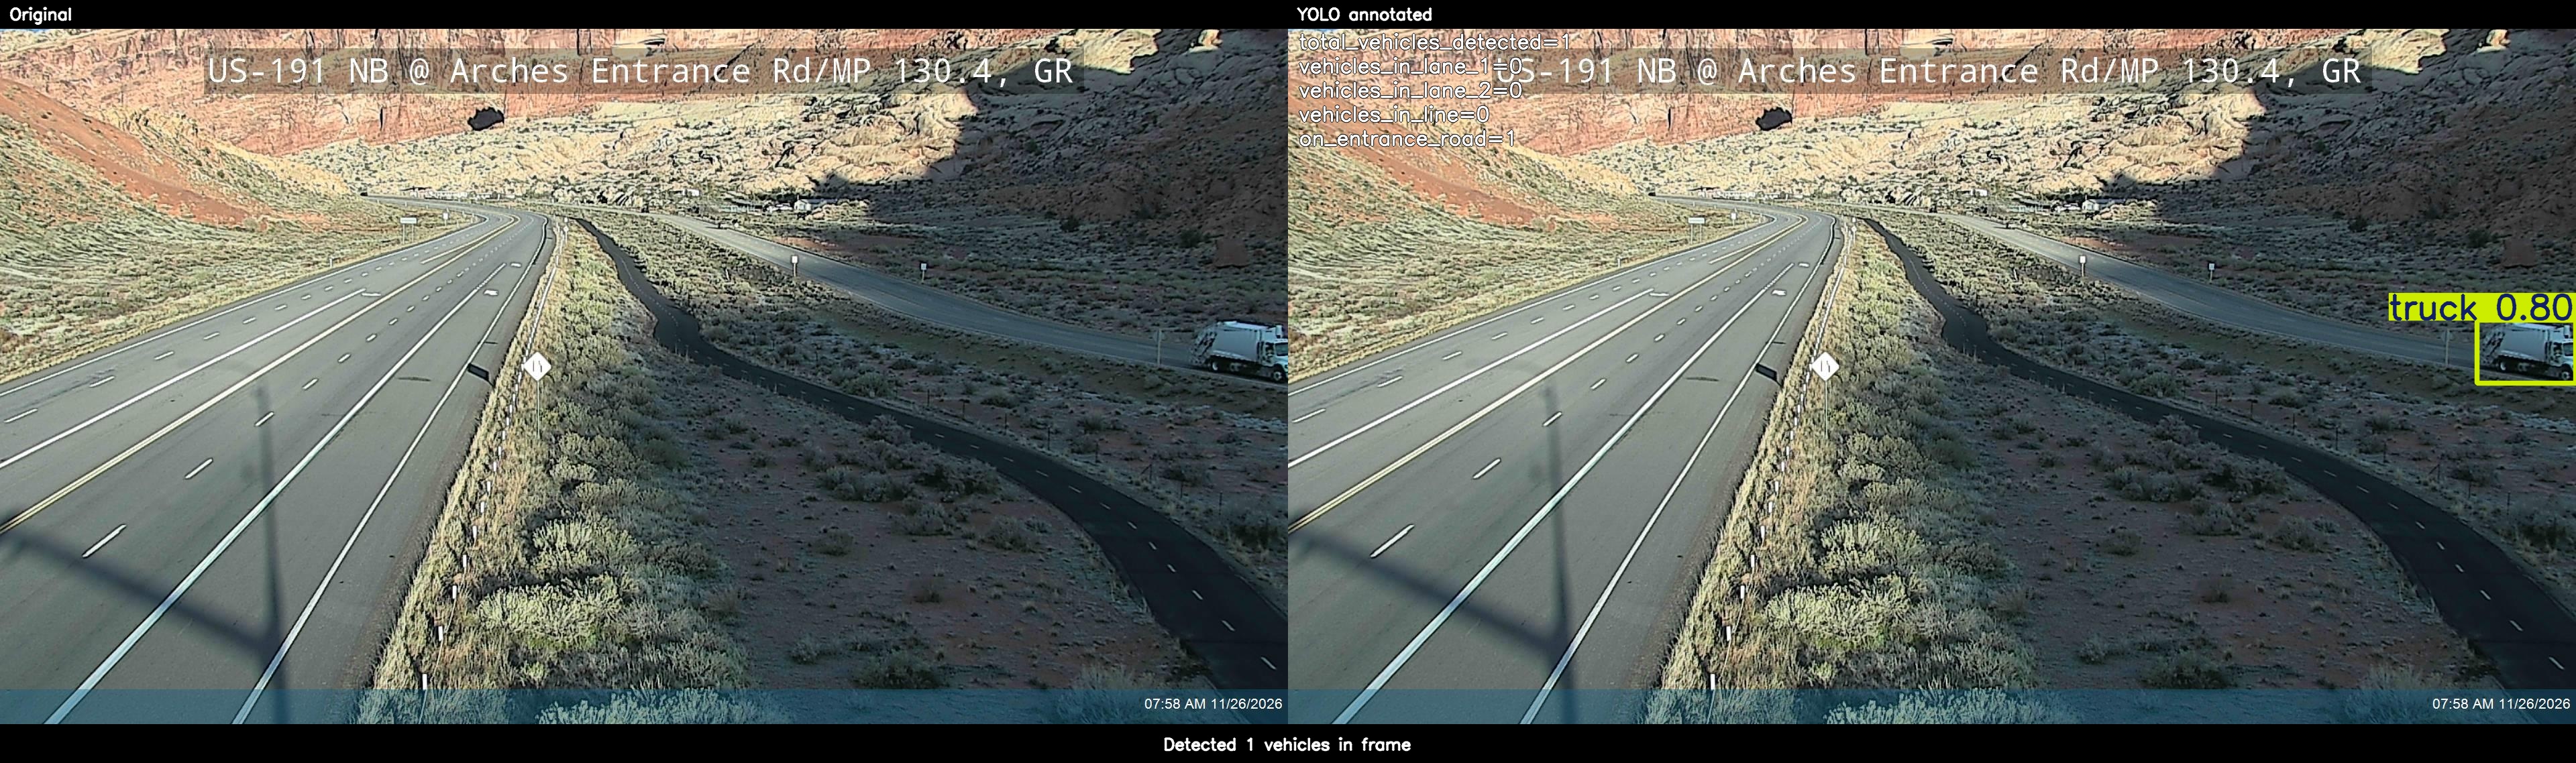 Original
US-191 NB @ Arches Entrance Rd/MP 130.4, GR
07:58 AM 11/26/2026
YOLO annotated
total_vehicles_detected=1
vehicles_in_lane_1=0
US-191 NB @ Arches Entrance Rd/MP 130.4, GR
vehicles_in_lane_2=0
vehicles_in_line=0
on_entrance_road=1
truck 0.80
07:58 AM 11/26/2026
Detected 1 vehicles in frame